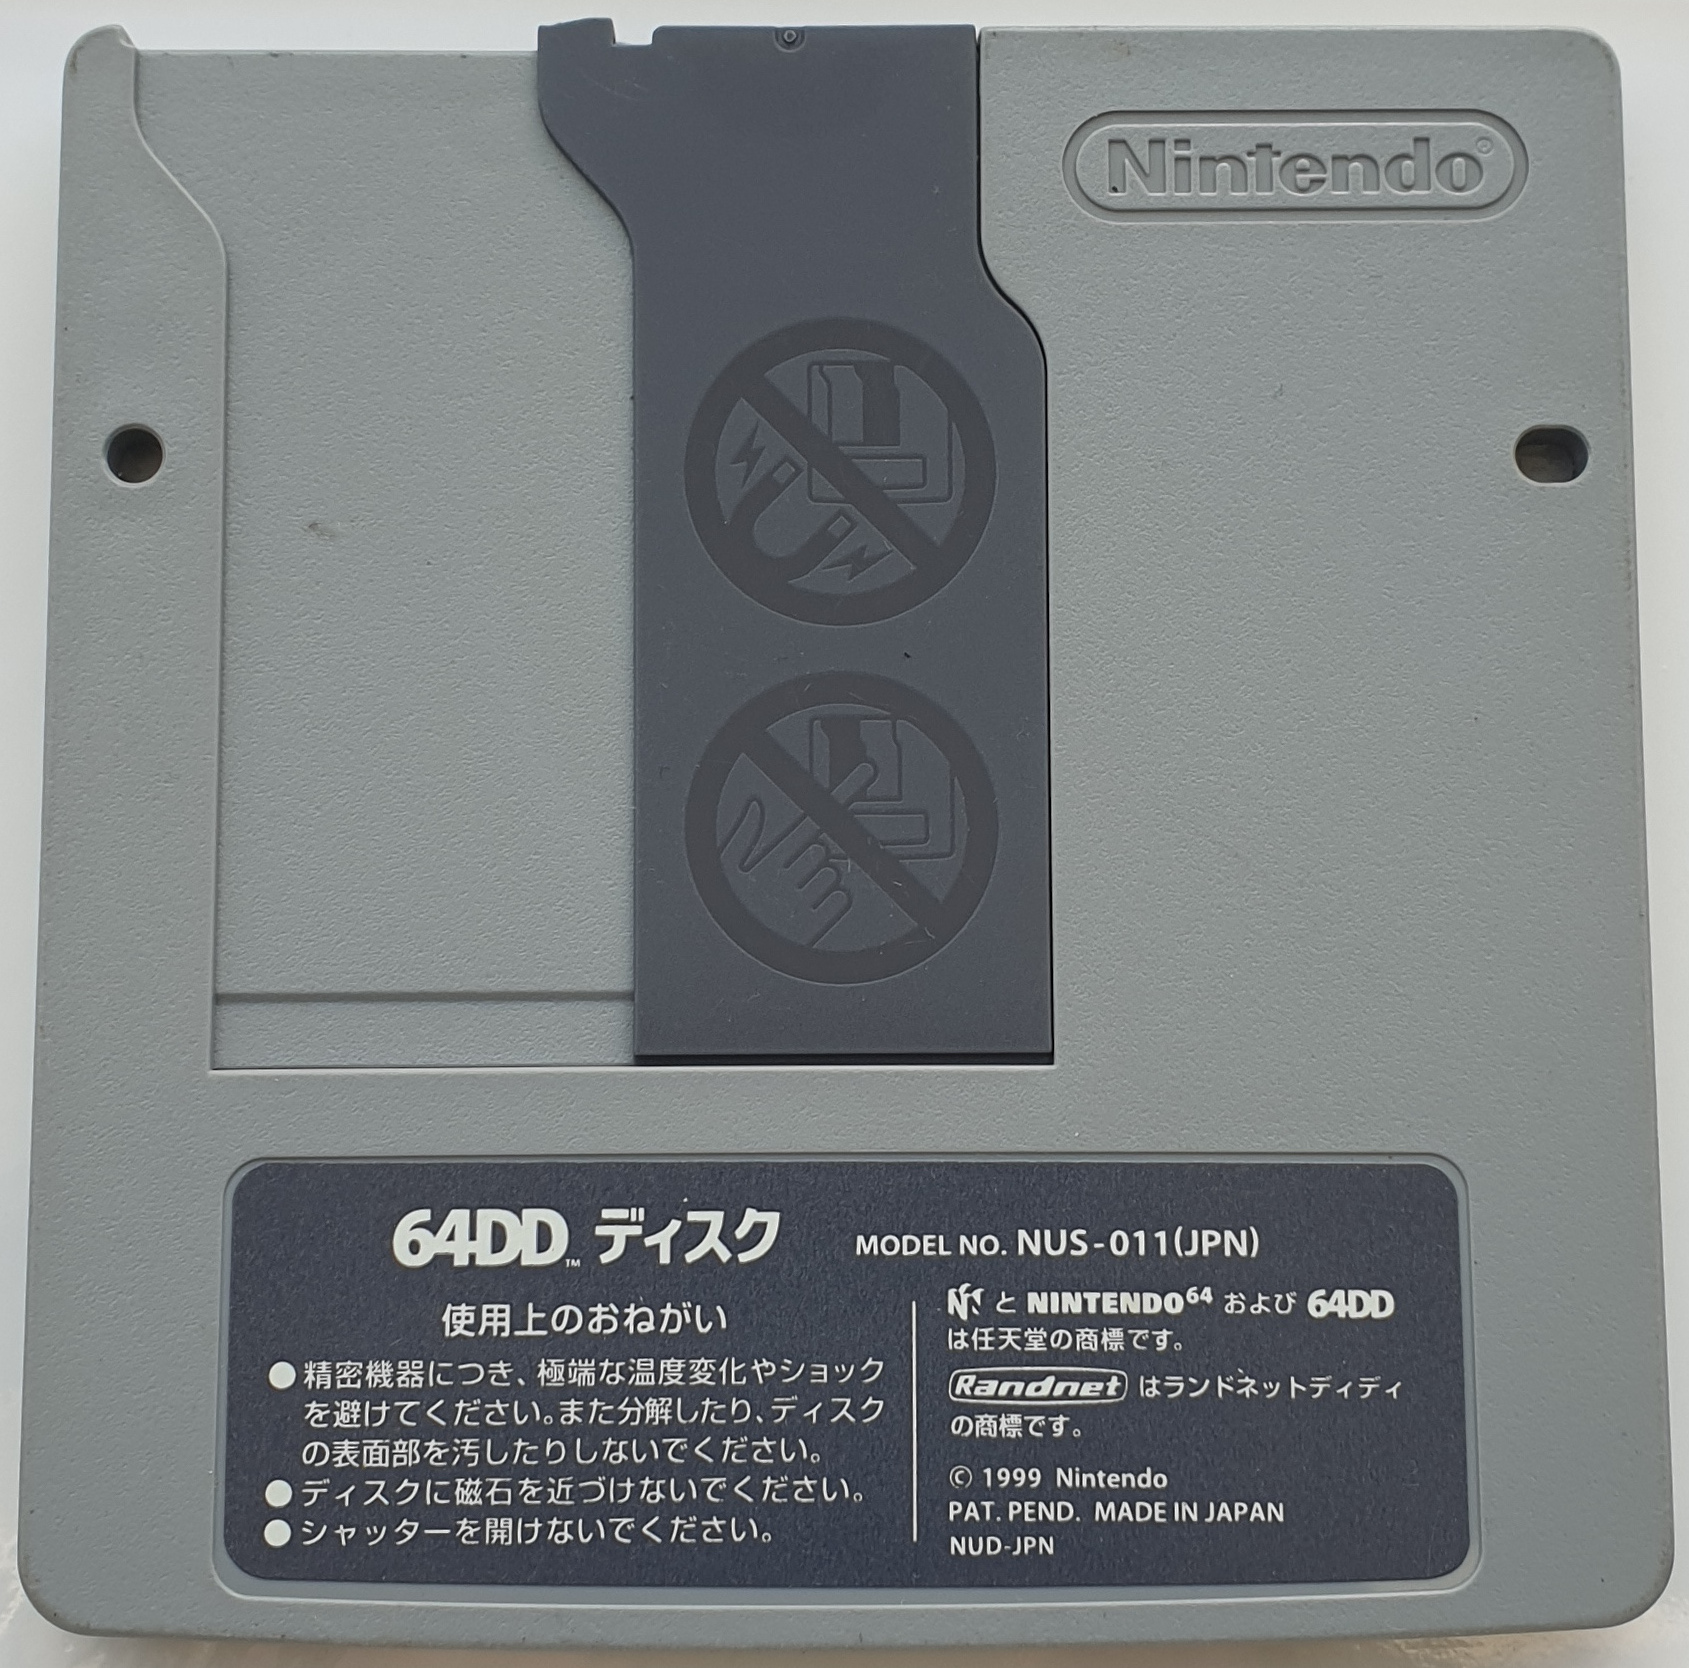 Nintendo®
64DD™ ディスク
MODEL NO. NUS-011(JPN)
使用上のおねがい
●精密機器につき、極端な温度変化やショック
を避けてください。また分解したり、ディスク
の表面部を汚したりしないでください。
●ディスクに磁石を近づけないでください。
●シャッターを開けないでください。
N と NINTENDO64 および 64DD
は任天堂の商標です。
Randnet はランドネットディディ
の商標です。
© 1999 Nintendo
PAT. PEND. MADE IN JAPAN
NUD-JPN